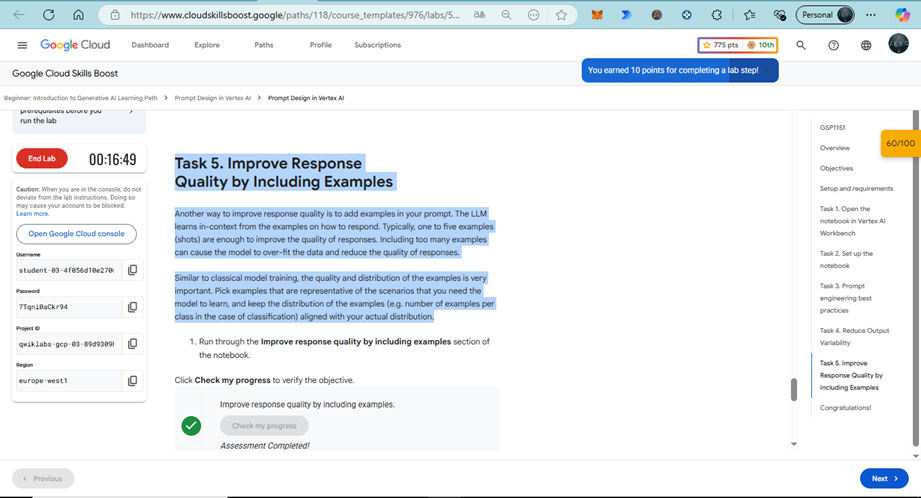 https://www.cloudskillsboost.google/paths/118/course_templates/976/labs/5...
Personal
Google Cloud
Dashboard
Explore
Paths
Profile
Subscriptions
775 pts
10th
Google Cloud Skills Boost
You earned 10 points for completing a lab step!
Beginner: Introduction to Generative AI Learning Path > Prompt Design in Vertex AI > Prompt Design in Vertex AI
prerequisites before you
run the lab
End Lab
00:16:49
Caution: When you are in the console, do not
deviate from the lab instructions. Doing so
may cause your account to be blocked.
Learn more.
Open Google Cloud console
Username
student-03-4f056d10e270
Password
7Tqni0aCkr94
Project ID
qwiklabs-gcp-03-89d9309
Region
europe-west1
Task 5. Improve Response
Quality by Including Examples
Another way to improve response quality is to add examples in your prompt. The LLM
learns in-context from the examples on how to respond. Typically, one to five examples
(shots) are enough to improve the quality of responses. Including too many examples
can cause the model to over-fit the data and reduce the quality of responses.
Similar to classical model training, the quality and distribution of the examples is very
important. Pick examples that are representative of the scenarios that you need the
model to learn, and keep the distribution of the examples (e.g. number of examples per
class in the case of classification) aligned with your actual distribution.
1. Run through the Improve response quality by including examples section of
the notebook.
Click Check my progress to verify the objective.
Improve response quality by including examples.
Check my progress
Assessment Completed!
GSP1151
60/100
Overview
Objectives
Setup and requirements
Task 1. Open the
notebook in Vertex AI
Workbench
Task 2. Set up the
notebook
Task 3. Prompt
engineering best
practices
Task 4. Reduce Output
Variability
Task 5. Improve
Response Quality by
Including Examples
Congratulations!
Previous
Next